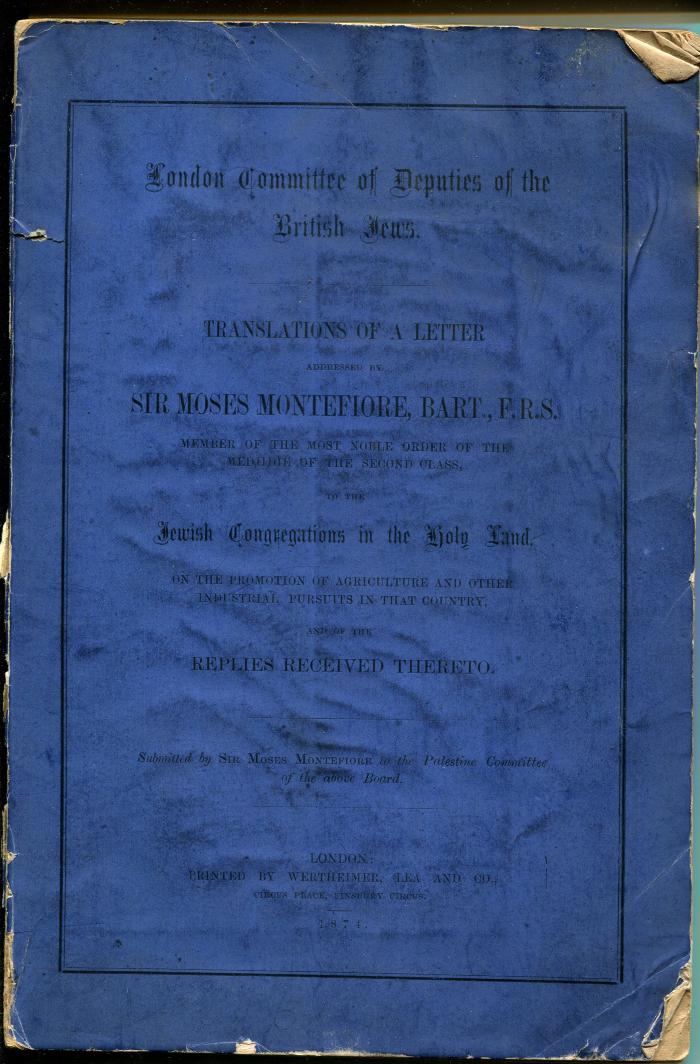 London Committee of Deputies of the
British Jews.
TRANSLATIONS OF A LETTER
ADDRESSED BY
SIR MOSES MONTEFIORE, BART., F.R.S.
MEMBER OF THE MOST NOBLE ORDER OF THE
MEDJIDIE OF THE SECOND CLASS,
TO THE
Jewish Congregations in the Holy Land,
ON THE PROMOTION OF AGRICULTURE AND OTHER
INDUSTRIAL PURSUITS IN THAT COUNTRY,
AND OF THE
REPLIES RECEIVED THERETO.
Submitted by SIR MOSES MONTEFIORE to the Palestine Committee
of the above Board.
LONDON:
PRINTED BY WERTHEIMER, LEA AND CO.,
CIRCUS PLACE, FINSBURY CIRCUS.
1874.